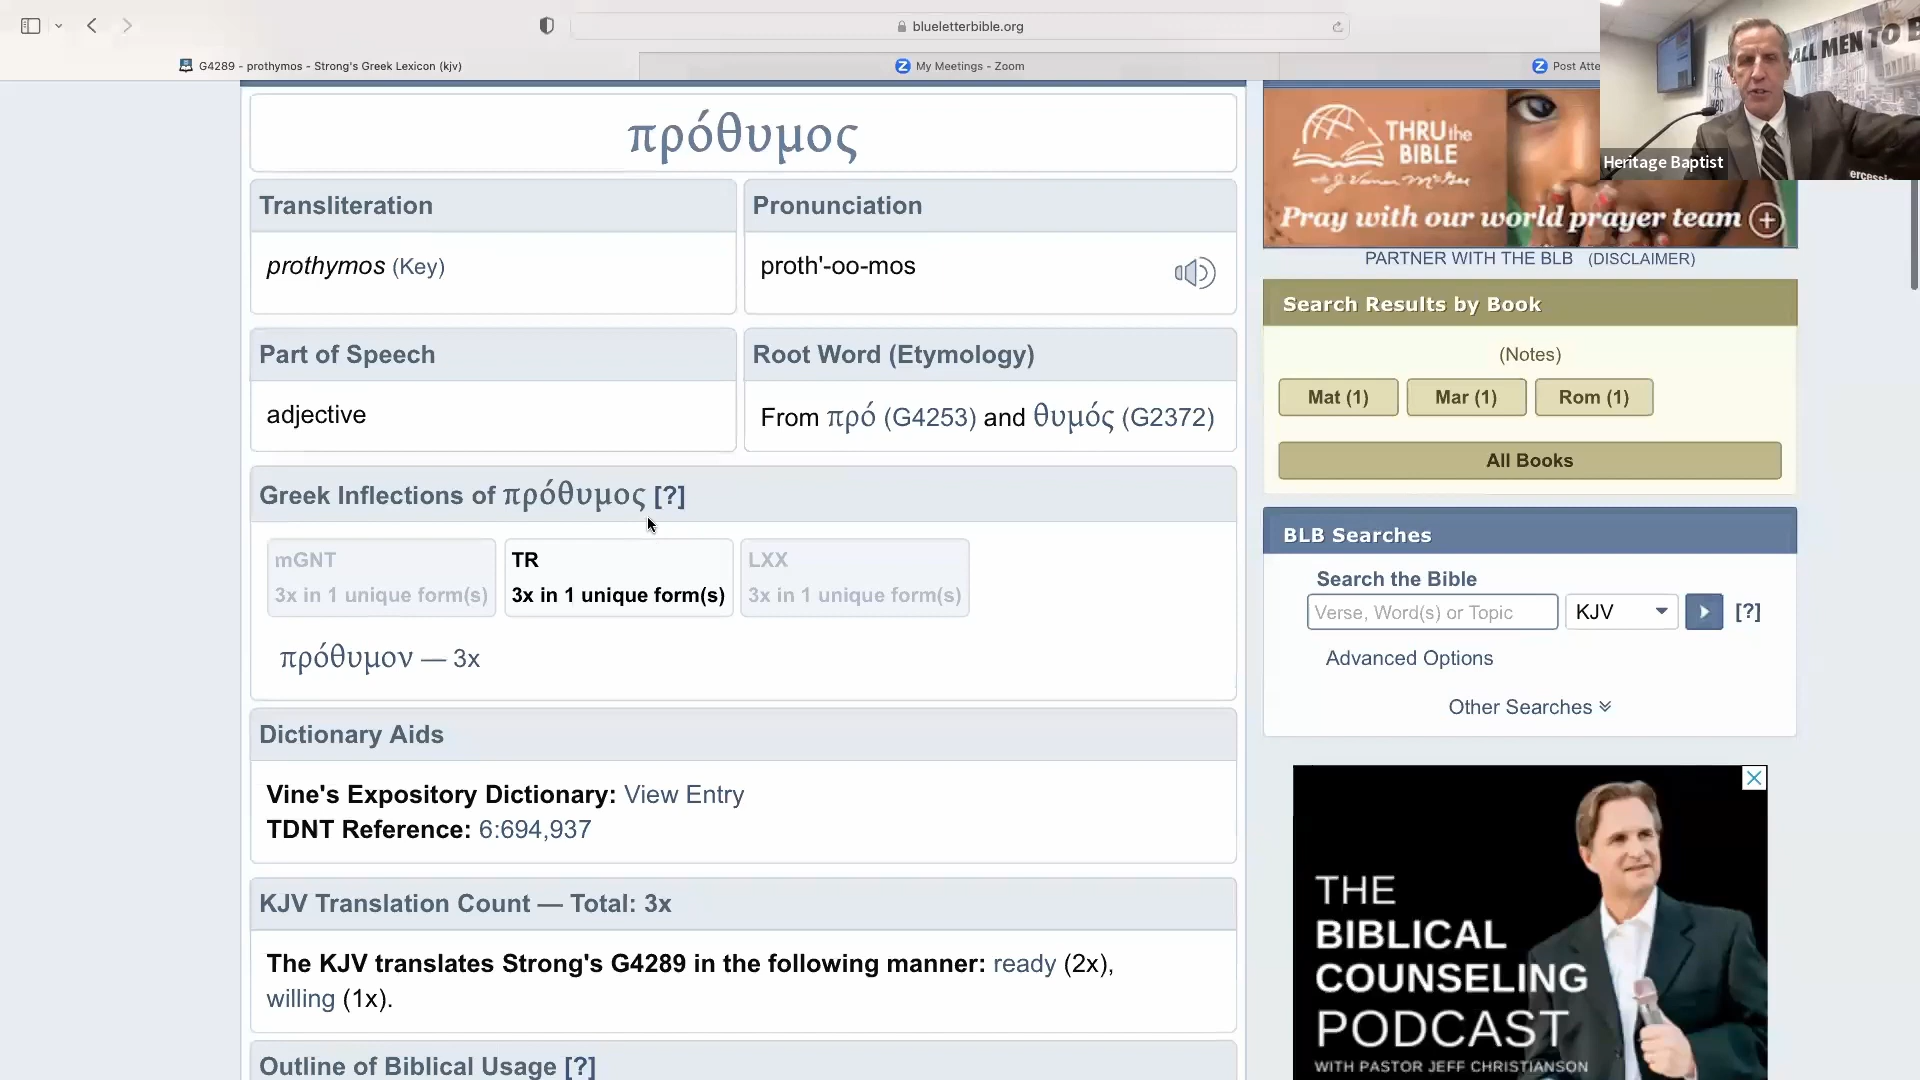 blueletterbible.org
G4289 - prothymos - Strong's Greek Lexicon (kjv)
My Meetings - Zoom
Post Atte
πρόθυμος
Transliteration
prothymos (Key)
Pronunciation
proth'-oo-mos
Part of Speech
adjective
Root Word (Etymology)
From πρό (G4253) and θυμός (G2372)
Greek Inflections of πρόθυμος [?]
mGNT
3x in 1 unique form(s)
TR
3x in 1 unique form(s)
LXX
3x in 1 unique form(s)
πρόθυμον — 3x
Dictionary Aids
Vine's Expository Dictionary: View Entry
TDNT Reference: 6:694,937
KJV Translation Count — Total: 3x
The KJV translates Strong's G4289 in the following manner: ready (2x),
willing (1x).
Outline of Biblical Usage [?]
ALL MEN TO
Heritage Baptist
THRU the
BIBLE
Pray with our world prayer team
PARTNER WITH THE BLB (DISCLAIMER)
Search Results by Book
(Notes)
Mat (1)
Mar (1)
Rom (1)
All Books
BLB Searches
Search the Bible
Verse, Word(s) or Topic
KJV
[?]
Advanced Options
Other Searches
THE
BIBLICAL
COUNSELING
PODCAST
WITH PASTOR JEFF CHRISTIANSON